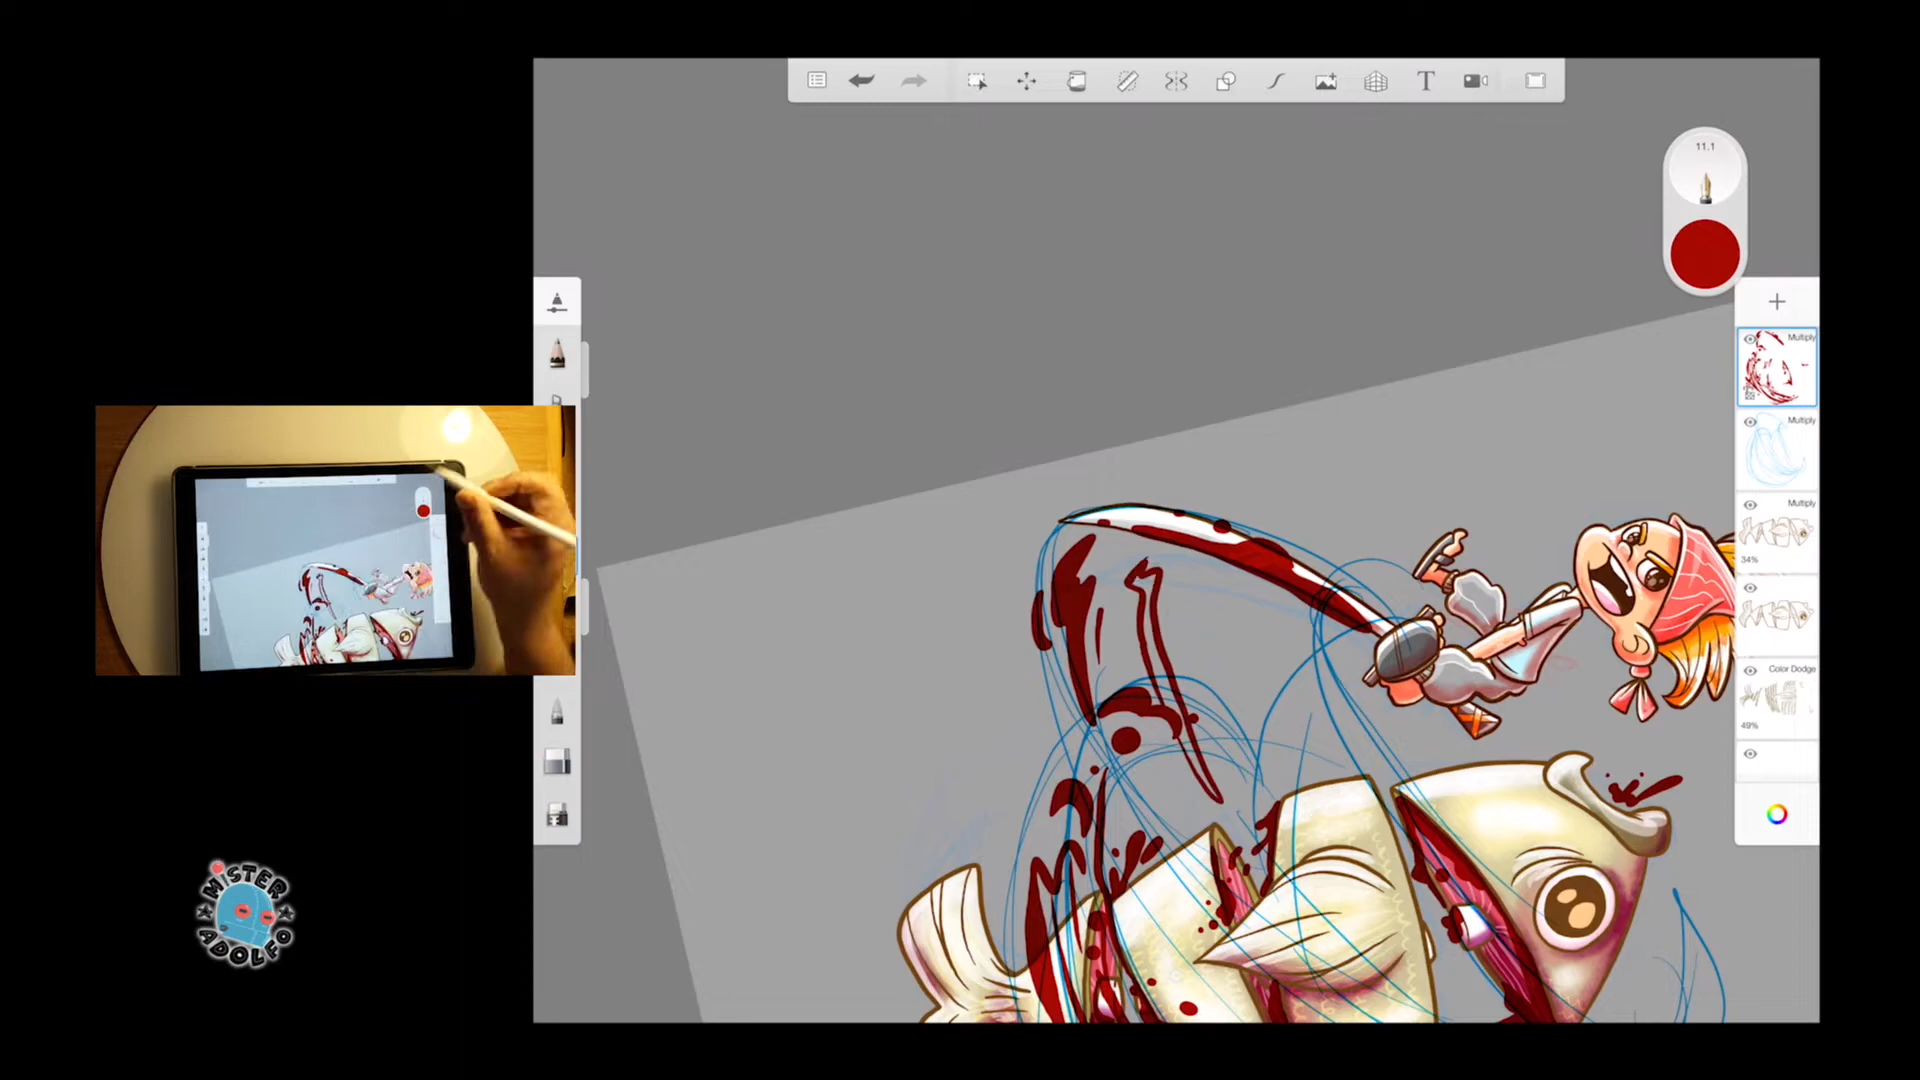 T
11.1
Multiply
Multiply
Multiply
34%
Color Dodge
49%
MISTER
ADOLFO